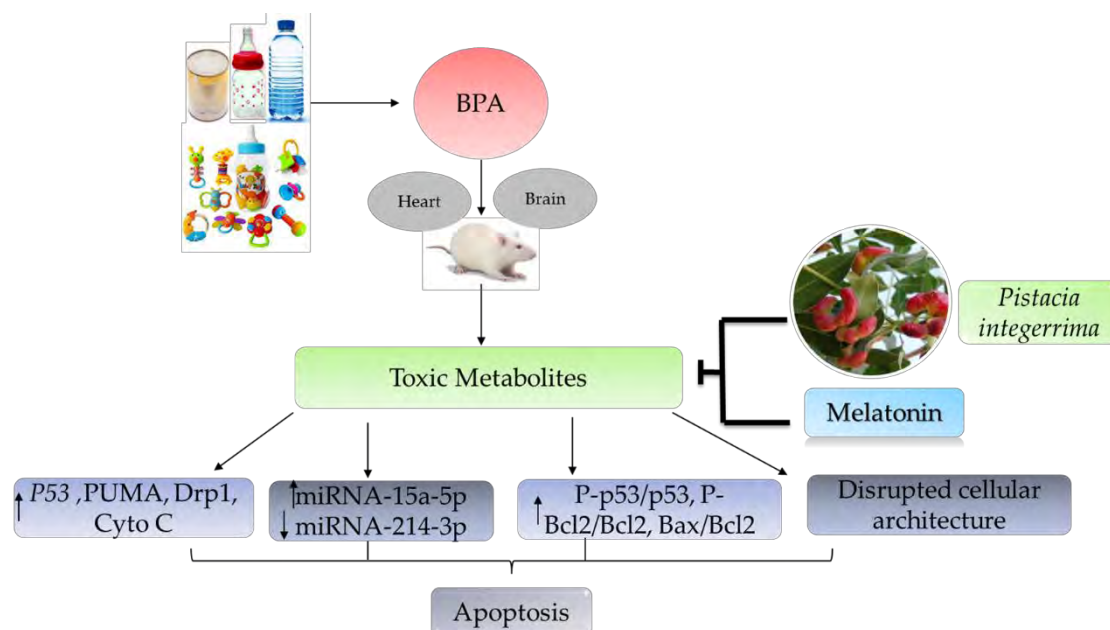 BPA
Heart
Brain
Pistacia
integerrima
Toxic Metabolites
Melatonin
↑ P53 ,PUMA, Drp1,
Cyto C
↑miRNA-15a-5p
↓ miRNA-214-3p
↑ P-p53/p53, P-
Bcl2/Bcl2, Bax/Bcl2
Disrupted cellular
architecture
Apoptosis